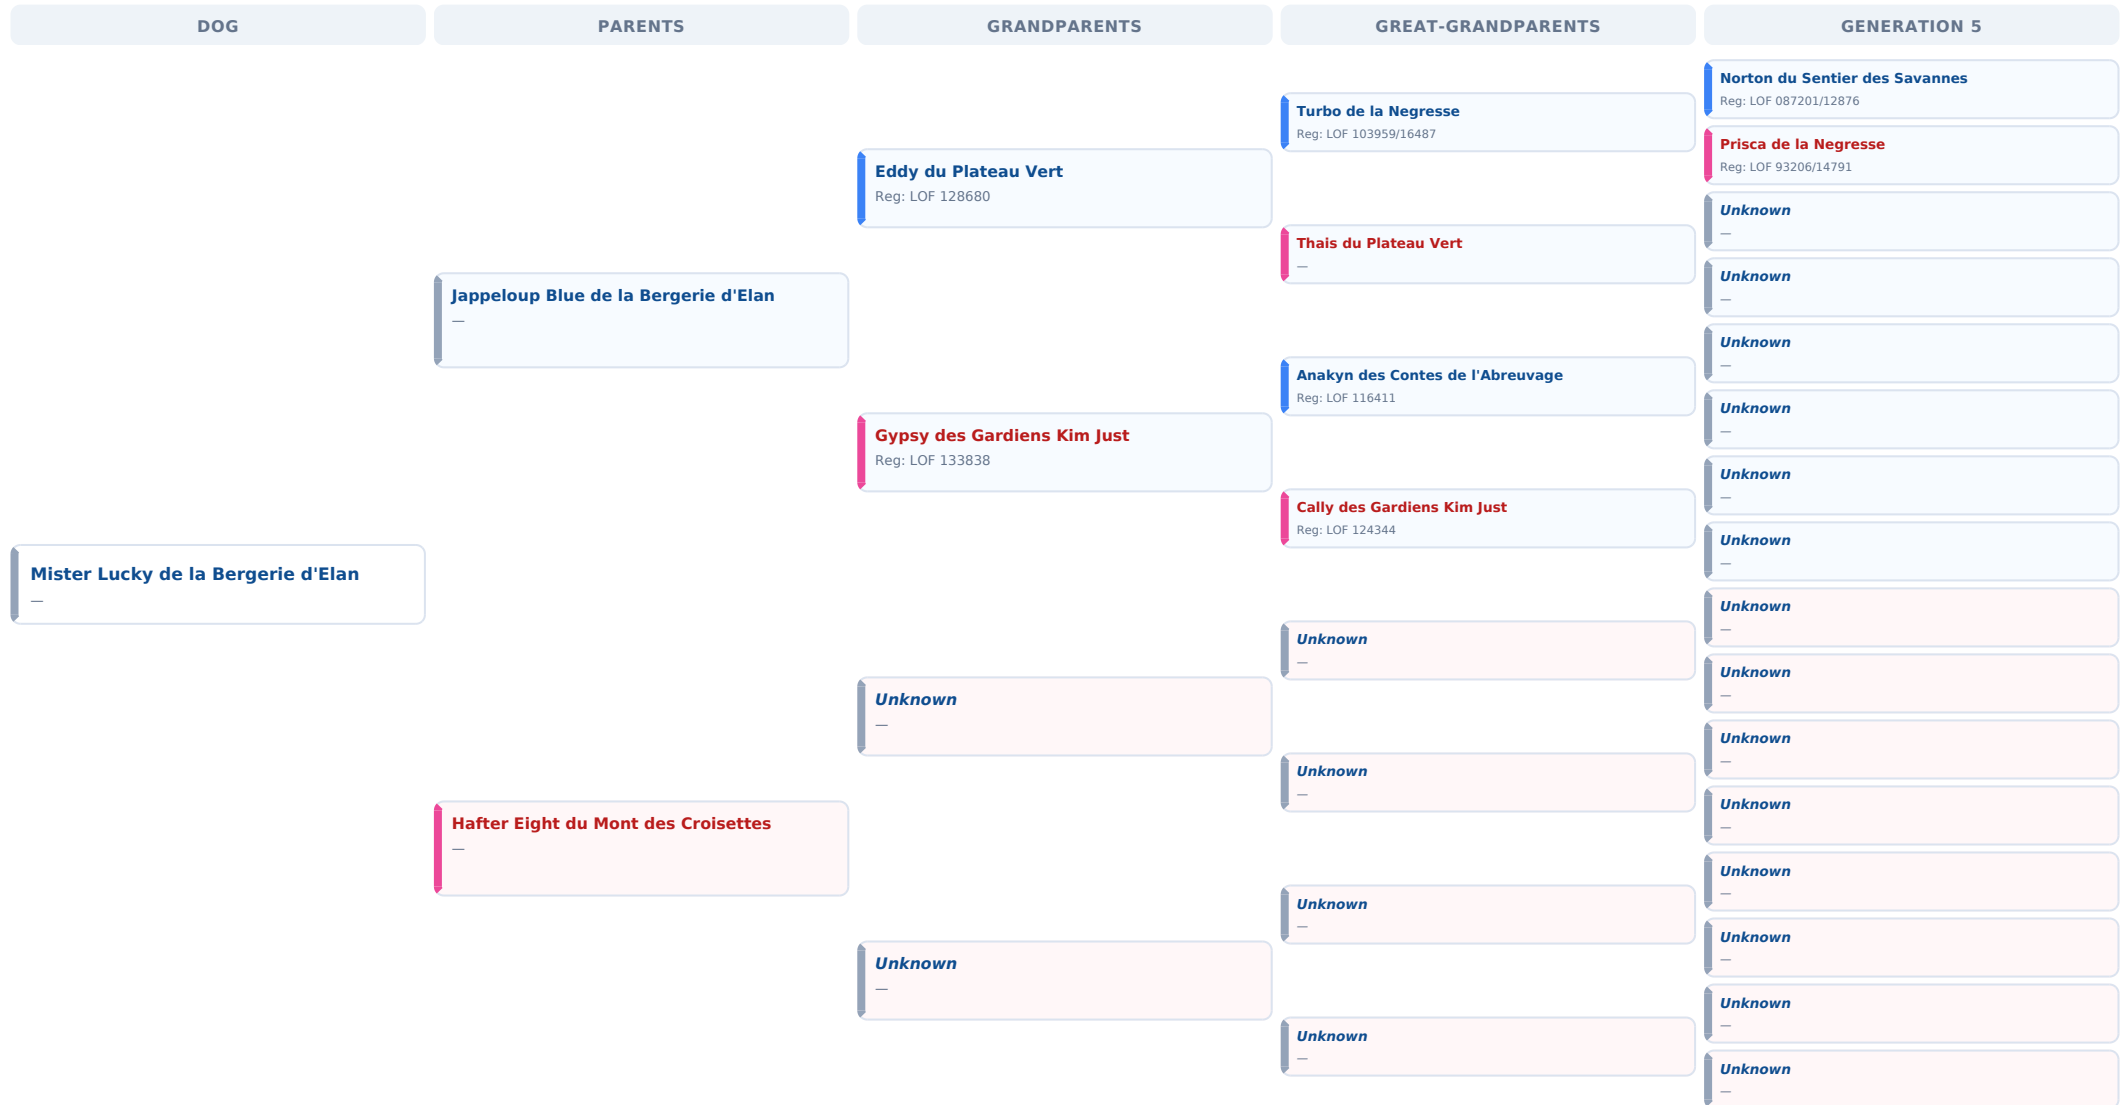 DOG
PARENTS
GRANDPARENTS
GREAT-GRANDPARENTS
GENERATION 5
Mister Lucky de la Bergerie d'Elan
—
Jappeloup Blue de la Bergerie d'Elan
—
Hafter Eight du Mont des Croisettes
—
Eddy du Plateau Vert
Reg: LOF 128680
Gypsy des Gardiens Kim Just
Reg: LOF 133838
Unknown
—
Unknown
—
Turbo de la Negresse
Reg: LOF 103959/16487
Thais du Plateau Vert
—
Anakyn des Contes de l'Abreuvage
Reg: LOF 116411
Cally des Gardiens Kim Just
Reg: LOF 124344
Unknown
—
Unknown
—
Unknown
—
Unknown
—
Norton du Sentier des Savannes
Reg: LOF 087201/12876
Prisca de la Negresse
Reg: LOF 93206/14791
Unknown
—
Unknown
—
Unknown
—
Unknown
—
Unknown
—
Unknown
—
Unknown
—
Unknown
—
Unknown
—
Unknown
—
Unknown
—
Unknown
—
Unknown
—
Unknown
—